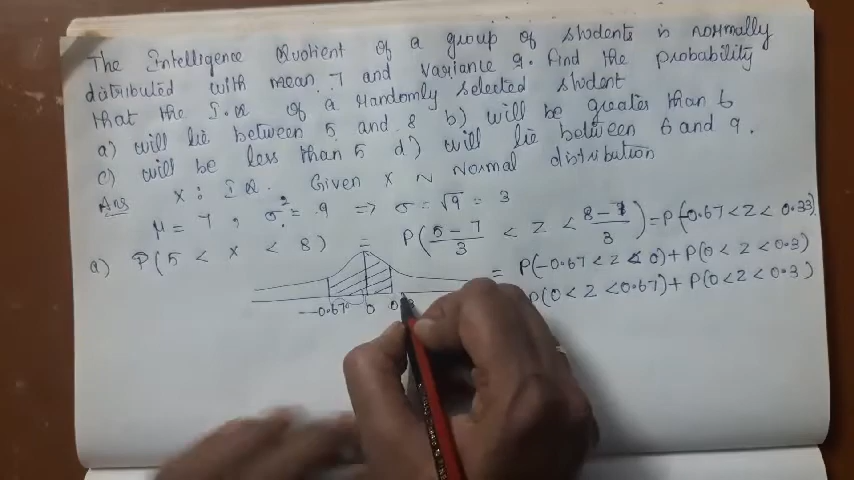 The Intelligence Quotient of a group of students is normally
distributed with mean 7 and variance 9. Find the probability
that the I.Q of a randomly selected student
a) will lie between 5 and 8 b) will be greater than 6
c) will be less than 5 d) will lie between 6 and 9.
Ans X : I Q. Given X ~ Normal distribution
μ = 7, σ² = 9 => σ = √9 = 3
a) P(5 < x < 8) = P(5-7/3 < Z < 8-7/3) = P(-0.67 < Z < 0.33)
= P(-0.67 < Z < 0) + P(0 < Z < 0.3)
P(0 < Z < 0.67) + P(0 < Z < 0.3)
-0.67 0